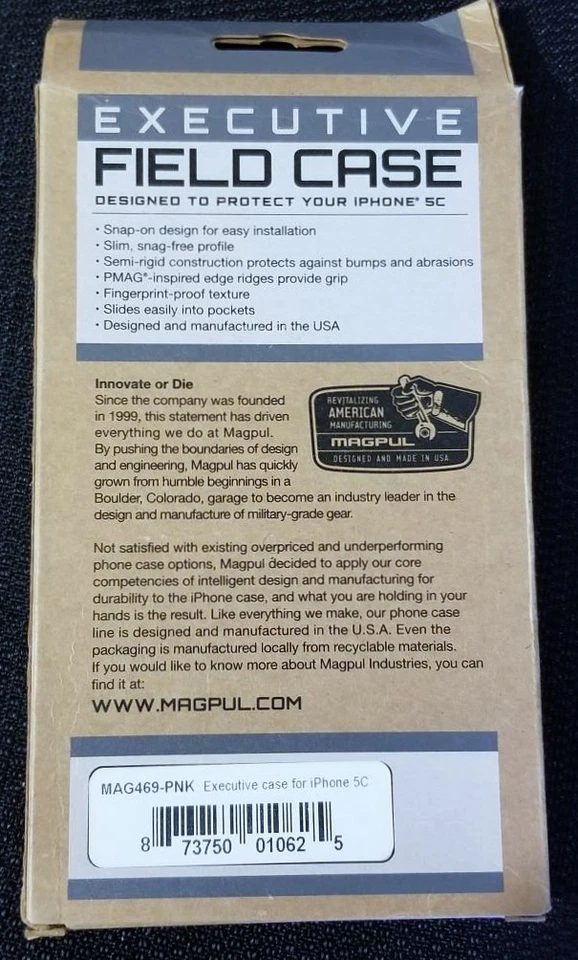 EXECUTIVE
FIELD CASE
DESIGNED TO PROTECT YOUR iPHONE® 5C
• Snap-on design for easy installation
• Slim, snag-free profile
• Semi-rigid construction protects against bumps and abrasions
• PMAG®-inspired edge ridges provide grip
• Fingerprint-proof texture
• Slides easily into pockets
• Designed and manufactured in the USA
Innovate or Die
Since the company was founded
in 1999, this statement has driven
everything we do at Magpul.
By pushing the boundaries of design
and engineering, Magpul has quickly
grown from humble beginnings in a
Boulder, Colorado, garage to become an industry leader in the
design and manufacture of military-grade gear.
REVITALIZING
AMERICAN
MANUFACTURING
MAGPUL
DESIGNED AND MADE IN USA
Not satisfied with existing overpriced and underperforming
phone case options, Magpul decided to apply our core
competencies of intelligent design and manufacturing for
durability to the iPhone case, and what you are holding in your
hands is the result. Like everything we make, our phone case
line is designed and manufactured in the U.S.A. Even the
packaging is manufactured locally from recyclable materials.
If you would like to know more about Magpul Industries, you can
find it at:
WWW.MAGPUL.COM
MAG469-PNK Executive case for iPhone 5C
8 73750 01062 5